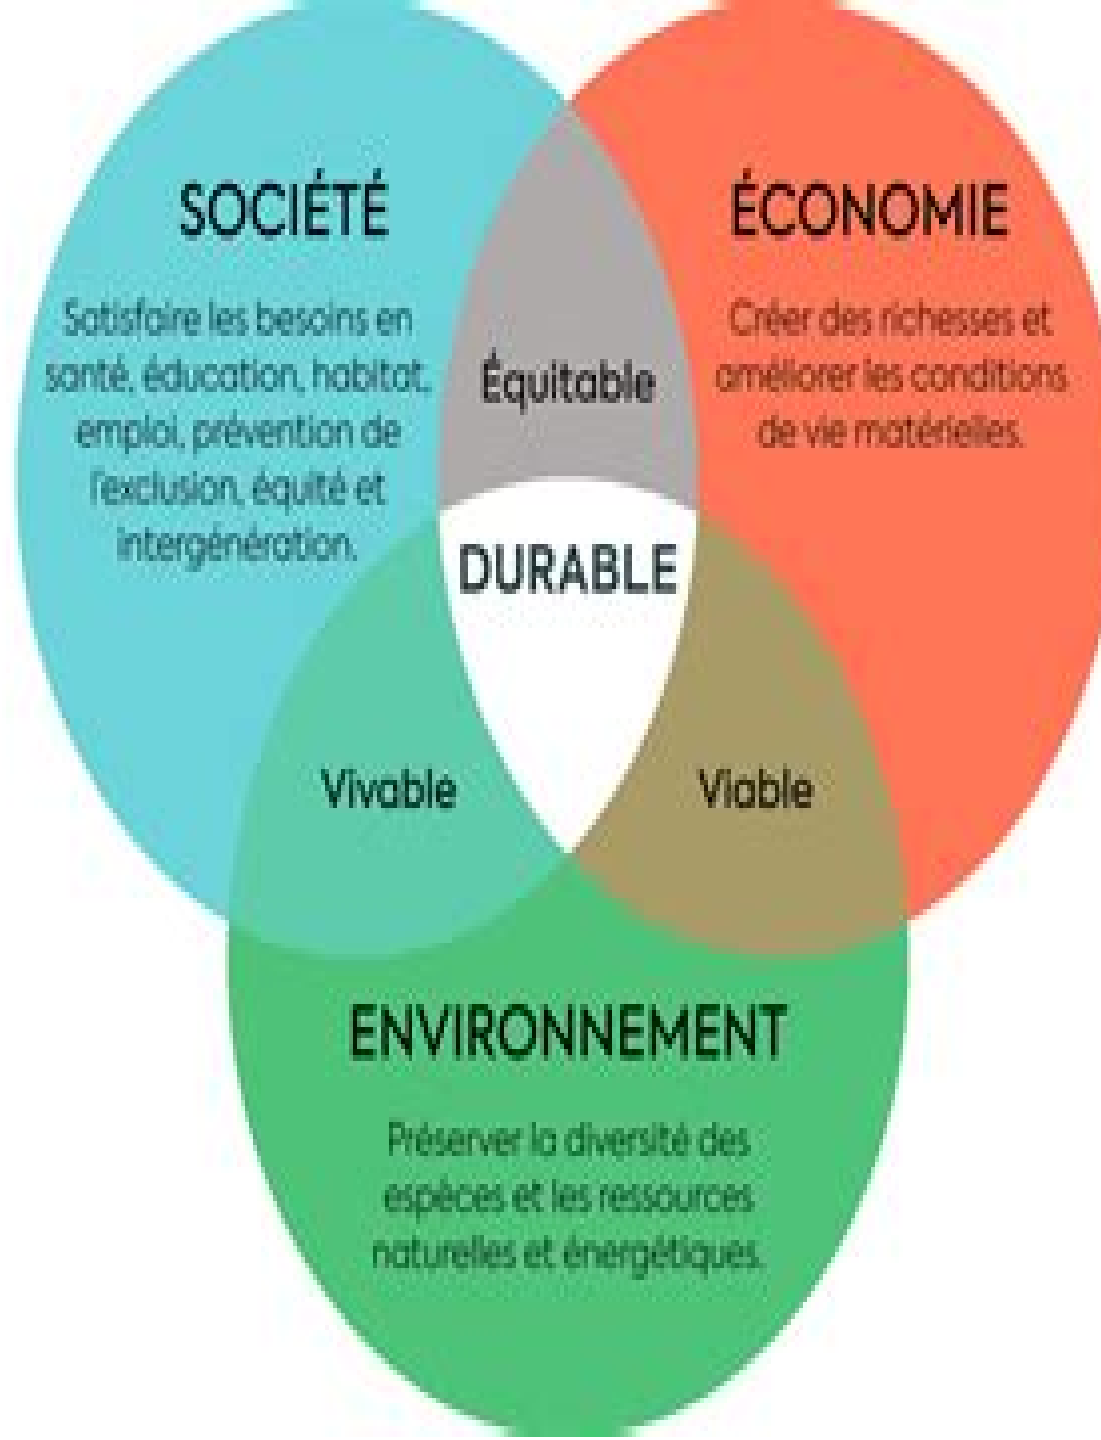 SOCIÉTÉ
Satisfaire les besoins en
santé, éducation, habitat,
emploi, prévention de
l'exclusion, équité et
intergénération.
Équitable
ÉCONOMIE
Créer des richesses et
améliorer les conditions
de vie matérielles.
DURABLE
Vivable
Viable
ENVIRONNEMENT
Préserver la diversité des
espèces et les ressources
naturelles et énergétiques.